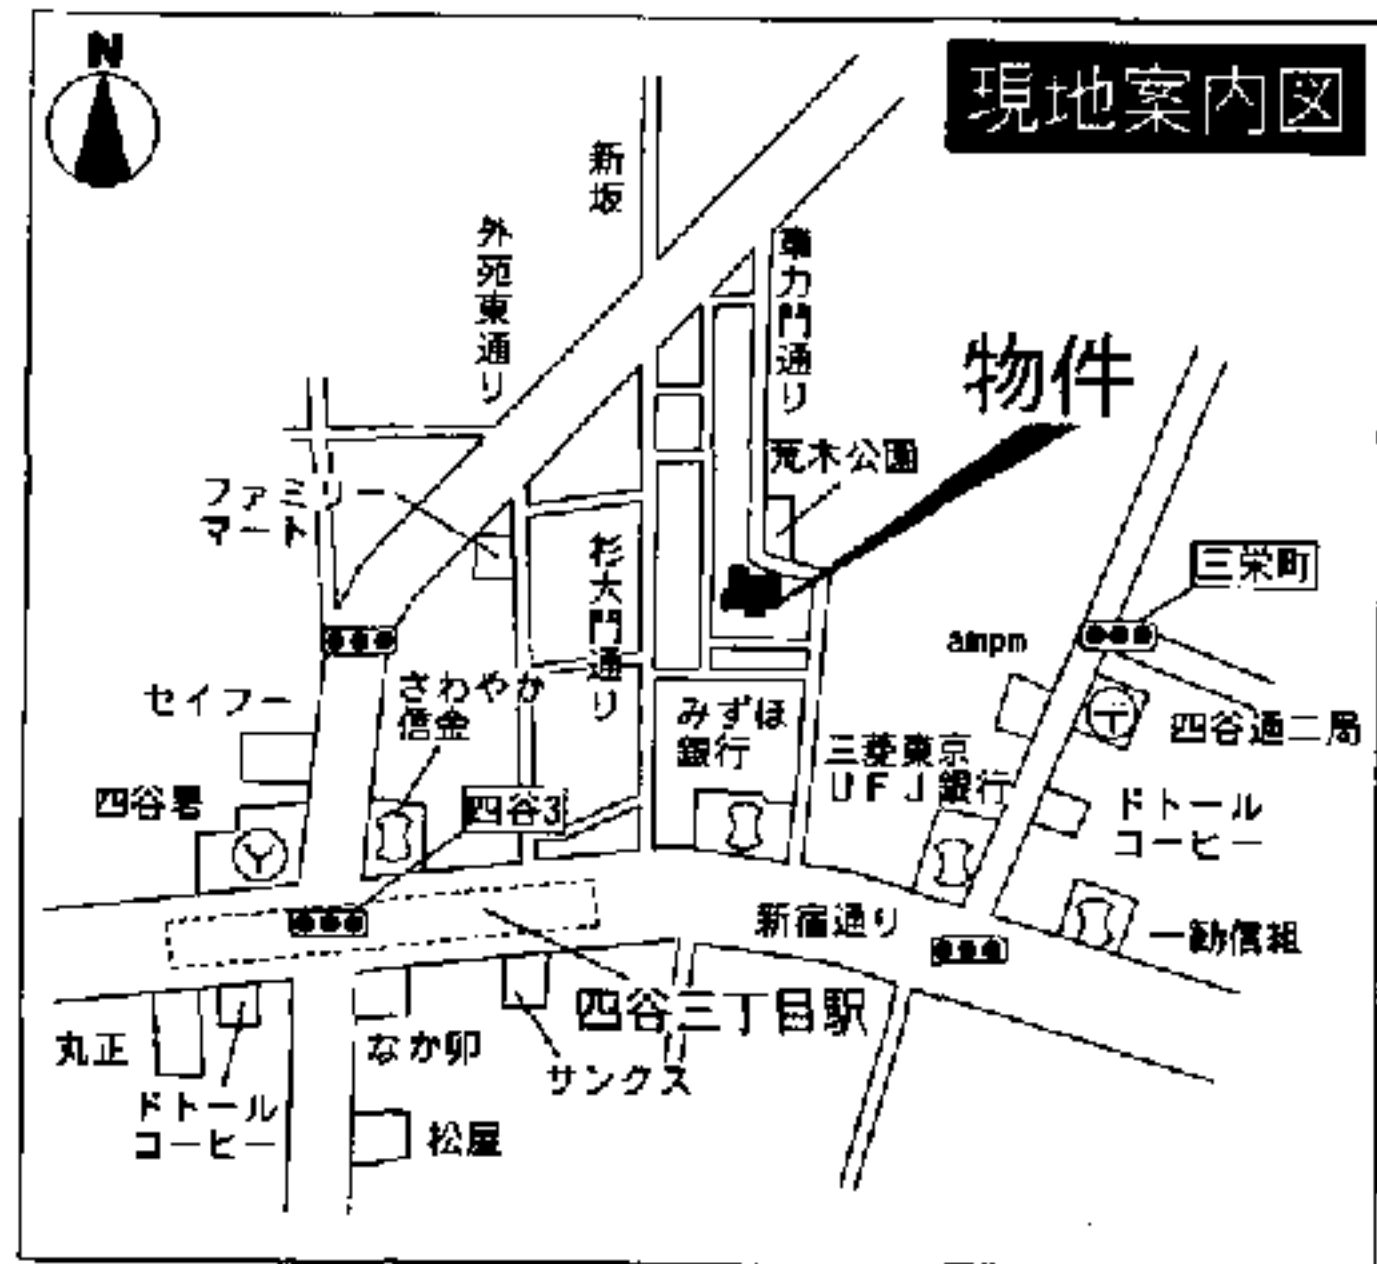 N
現地案内図
新坂
外苑東通り
車力門通り
物件
荒木公園
ファミリー
マート
杉大門通り
三栄町
ampm
セイフー
さわやか
信金
みずほ
銀行
三菱東京
UFJ銀行
四谷通二局
四谷署
四谷3
ドトール
コーヒー
新宿通り
一勧信組
四谷三丁目駅
丸正
なか卯
サンクス
ドトール
コーヒー
松屋